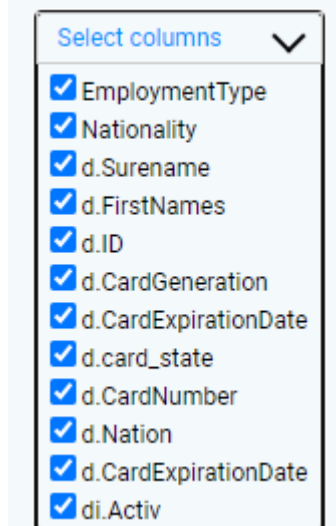 Select columns
EmploymentType
Nationality
d.Surename
d.FirstNames
d.ID
d.CardGeneration
d.CardExpirationDate
d.card_state
d.CardNumber
d.Nation
d.CardExpirationDate
di.Activ